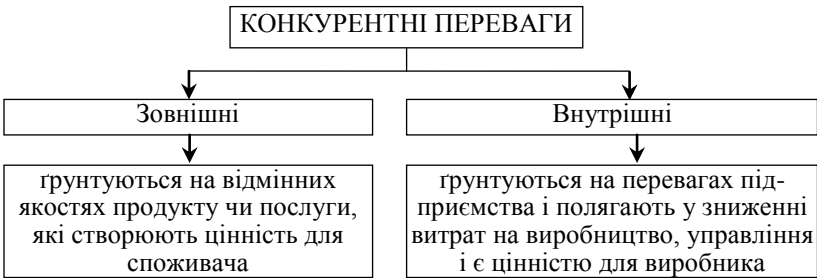 КОНКУРЕНТНІ ПЕРЕВАГИ
Зовнішні
Внутрішні
ґрунтуються на відмінних
якостях продукту чи послуги,
які створюють цінність для
споживача
ґрунтуються на перевагах під-
приємства і полягають у зниженні
витрат на виробництво, управління
і є цінністю для виробника